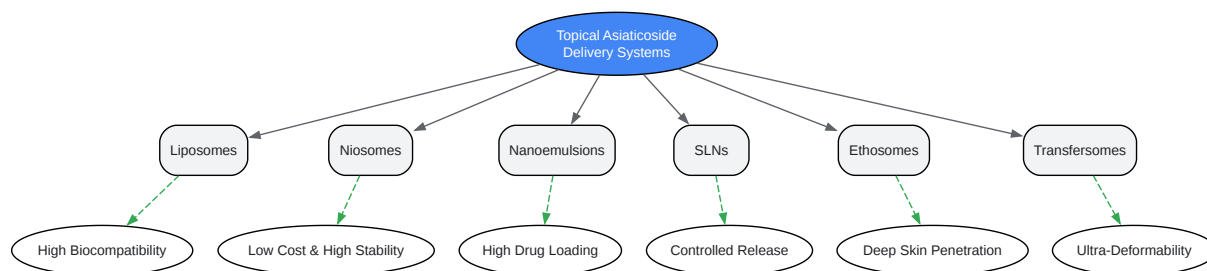 Topical Asiaticoside
Delivery Systems
Liposomes
Niosomes
Nanoemulsions
SLNs
Ethosomes
Transfersomes
High Biocompatibility
Low Cost & High Stability
High Drug Loading
Controlled Release
Deep Skin Penetration
Ultra-Deformability